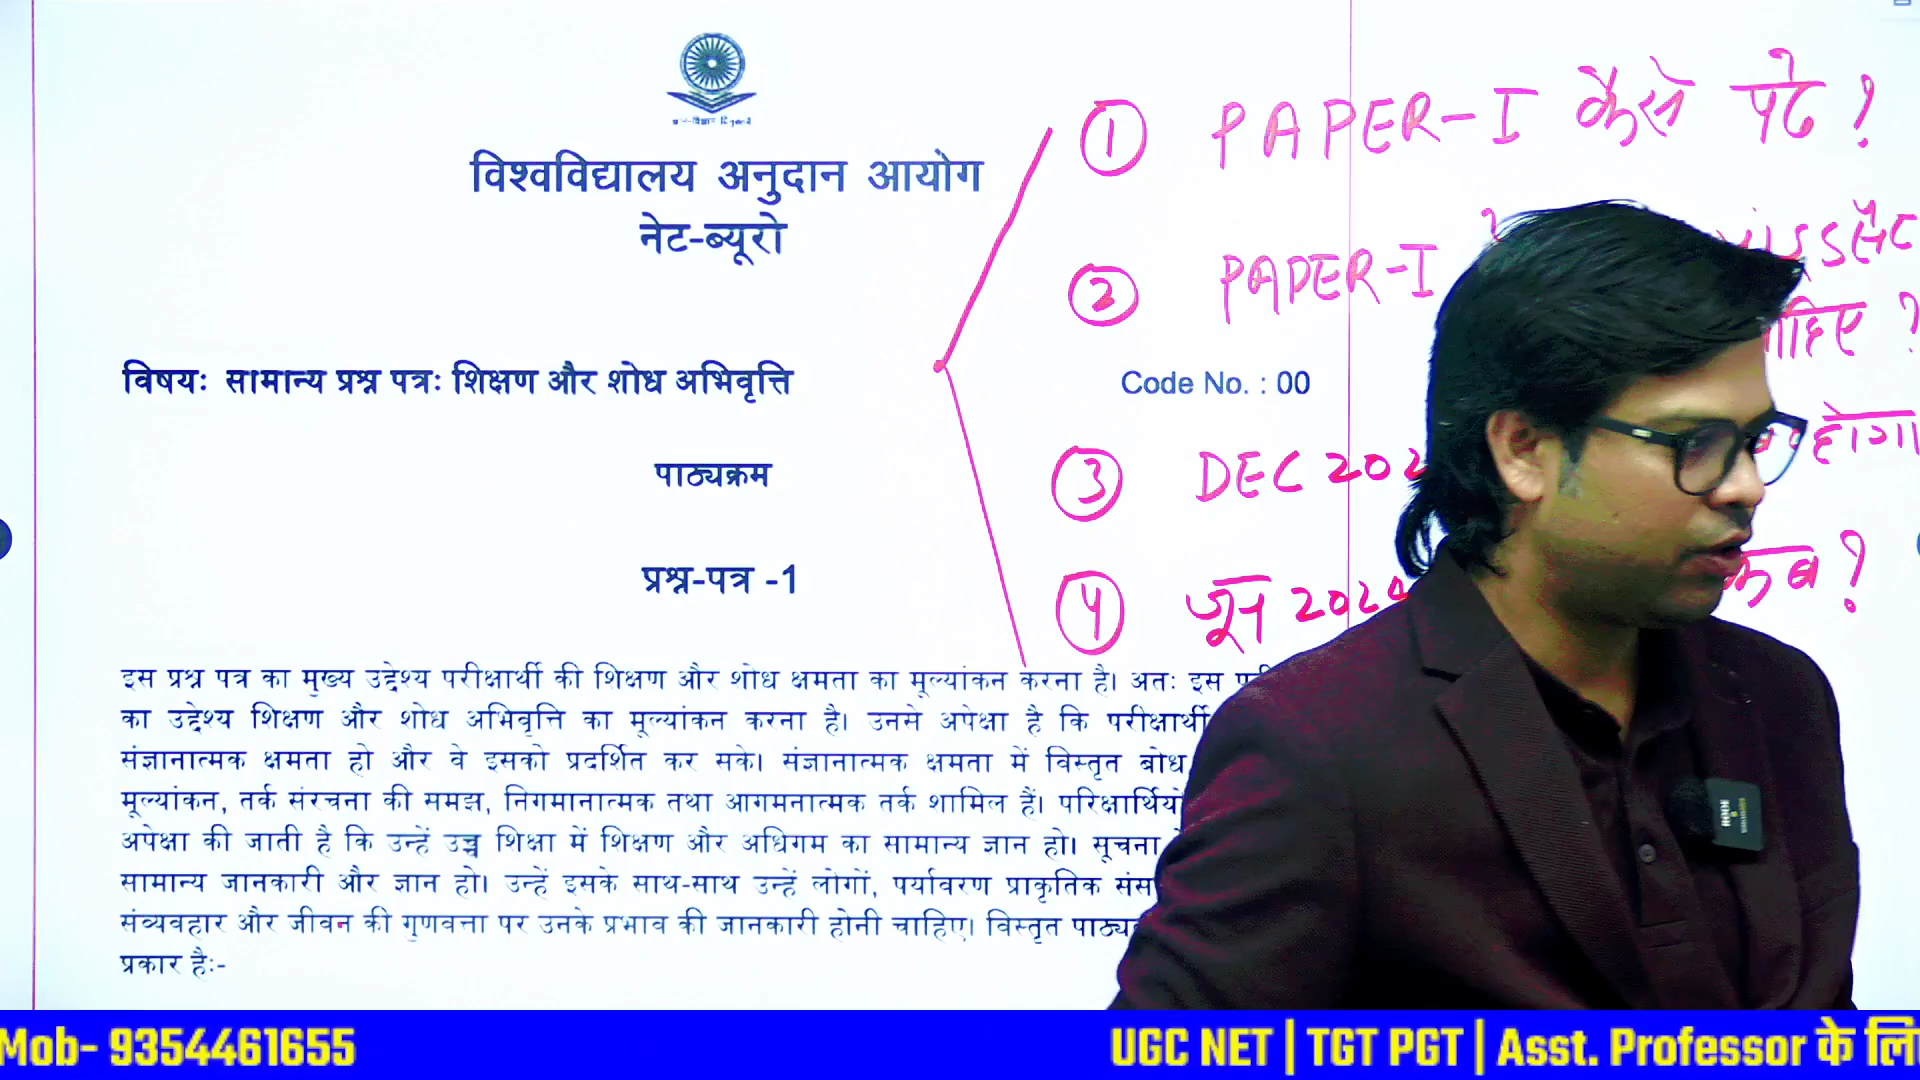 विश्वविद्यालय अनुदान आयोग
नेट-ब्यूरो
विषयः सामान्य प्रश्न पत्रः शिक्षण और शोध अभिवृत्ति
Code No. : 00
पाठ्यक्रम
प्रश्न-पत्र -1
इस प्रश्न पत्र का मुख्य उद्देश्य परीक्षार्थी की शिक्षण और शोध क्षमता का मूल्यांकन करना है। अतः इस
का उद्देश्य शिक्षण और शोध अभिवृत्ति का मूल्यांकन करना है। उनसे अपेक्षा है कि परीक्षार्थी
संज्ञानात्मक क्षमता हो और वे इसको प्रदर्शित कर सके। संज्ञानात्मक क्षमता में विस्तृत बोध
मूल्यांकन, तर्क संरचना की समझ, निगमानात्मक तथा आगमनात्मक तर्क शामिल हैं।
अपेक्षा की जाती है कि उन्हें उच्च शिक्षा में शिक्षण और अधिगम का सामान्य ज्ञान हो। सूचना
सामान्य जानकारी और ज्ञान हो। उन्हें इसके साथ-साथ उन्हें लोगों, पर्यावरण प्राकृतिक
संव्यवहार और जीवन की गुणवत्ता पर उनके प्रभाव की जानकारी होनी चाहिए। विस्तृत
प्रकार हैः-
① PAPER-I कैसे पढे ?
② PAPER-I
③ DEC होगा
④ जून कब ?
RODE
Mob- 9354461655
UGC NET | TGT PGT | Asst. Professor के